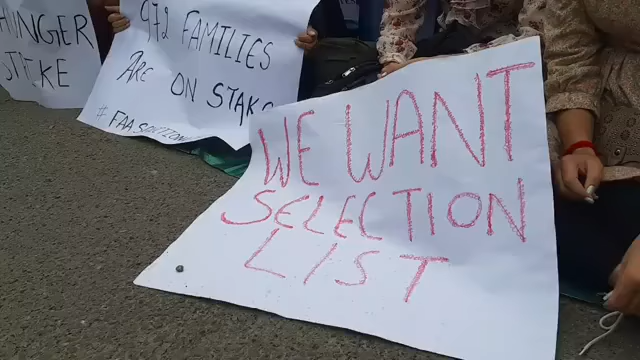 HUNGER
STRIKE
972 FAMILIES
ARE ON STAKE
WE WANT
SELECTION
LIST